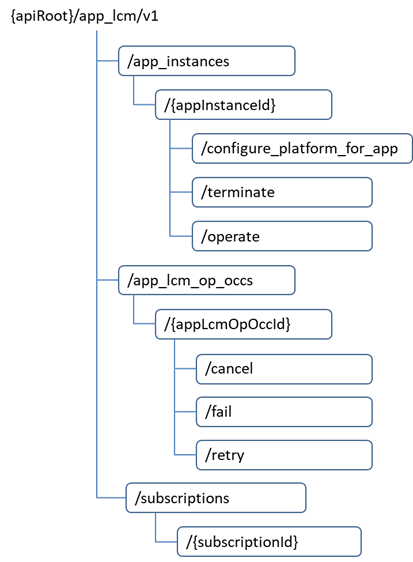 {apiRoot}/app_lcm/v1
/app_instances
/{appInstanceId}
/configure_platform_for_app
/terminate
/operate
/app_lcm_op_occs
/{appLcmOpOccId}
/cancel
/fail
/retry
/subscriptions
/{subscriptionId}